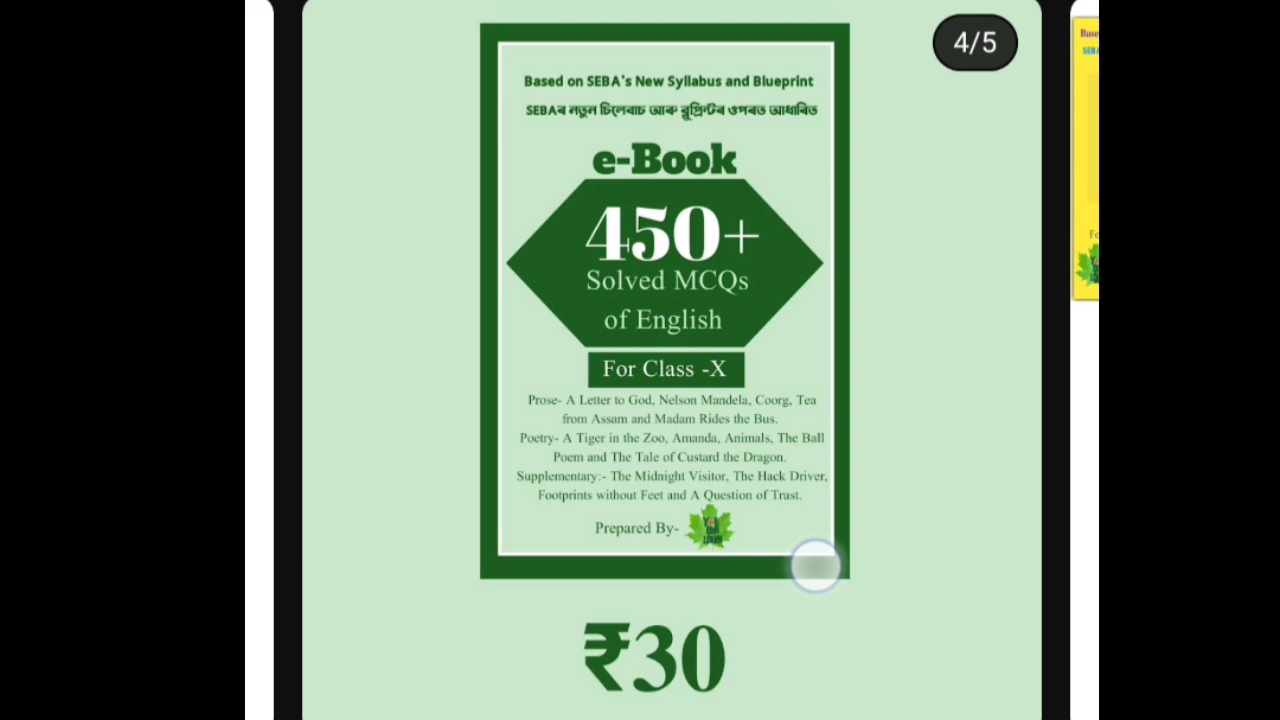 4/5
Based on SEBA's New Syllabus and Blueprint
SEBAৰ নতুন চিলেবাচ আৰু ব্লুপ্ৰিন্টৰ ওপৰত আধাৰিত
e-Book
450+
Solved MCQs
of English
For Class -X
Prose- A Letter to God, Nelson Mandela, Coorg, Tea
from Assam and Madam Rides the Bus.
Poetry- A Tiger in the Zoo, Amanda, Animals, The Ball
Poem and The Tale of Custard the Dragon.
Supplementary:- The Midnight Visitor, The Hack Driver,
Footprints without Feet and A Question of Trust.
Prepared By-
₹30